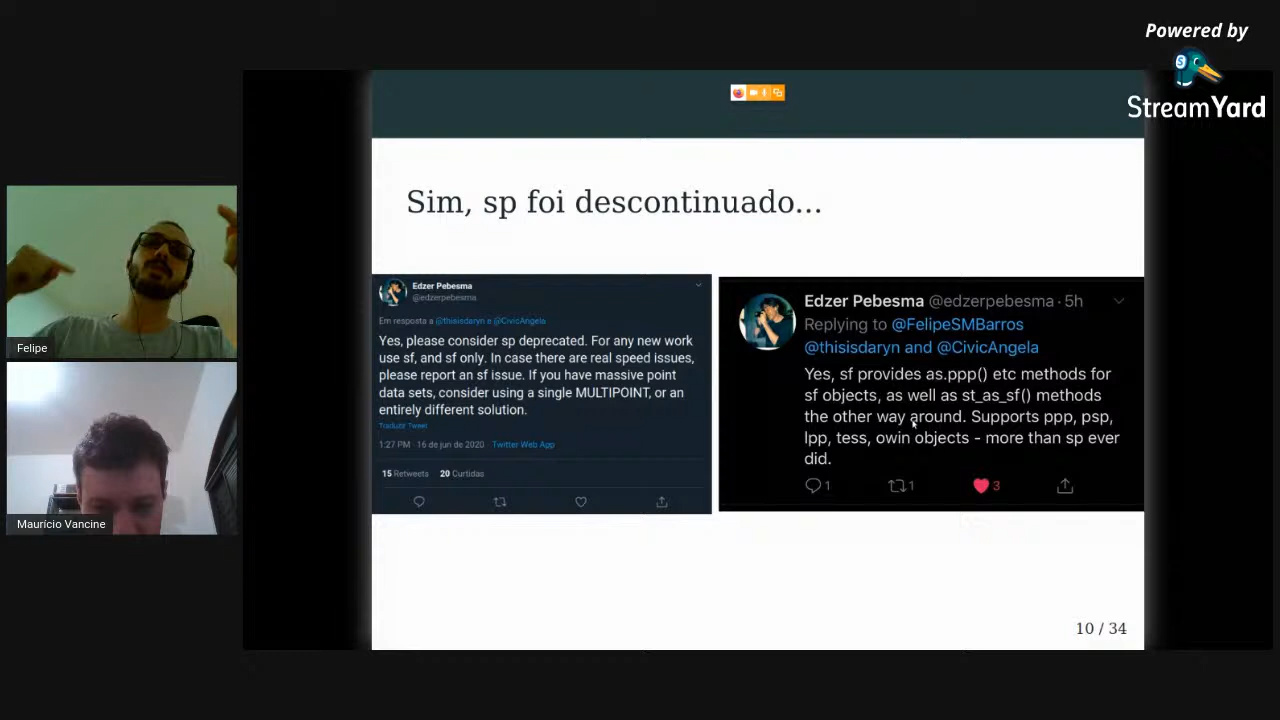 Powered by
StreamYard
Sim, sp foi descontinuado...
Edzer Pebesma
@edzerpebesma
Em resposta a @thisisdaryn e @CivicAngela
Yes, please consider sp deprecated. For any new work
use sf, and sf only. In case there are real speed issues,
please report an sf issue. If you have massive point
data sets, consider using a single MULTIPOINT, or an
entirely different solution.
Traduzir Tweet
1:27 PM · 16 de jun de 2020 · Twitter Web App
15 Retweets 20 Curtidas
Edzer Pebesma @edzerpebesma · 5h
Replying to @FelipeSMBarros
@thisisdaryn and @CivicAngela
Yes, sf provides as.ppp() etc methods for
sf objects, as well as st_as_sf() methods
the other way around. Supports ppp, psp,
lpp, tess, owin objects - more than sp ever
did.
1 1 3
10 / 34
Felipe
Maurício Vancine